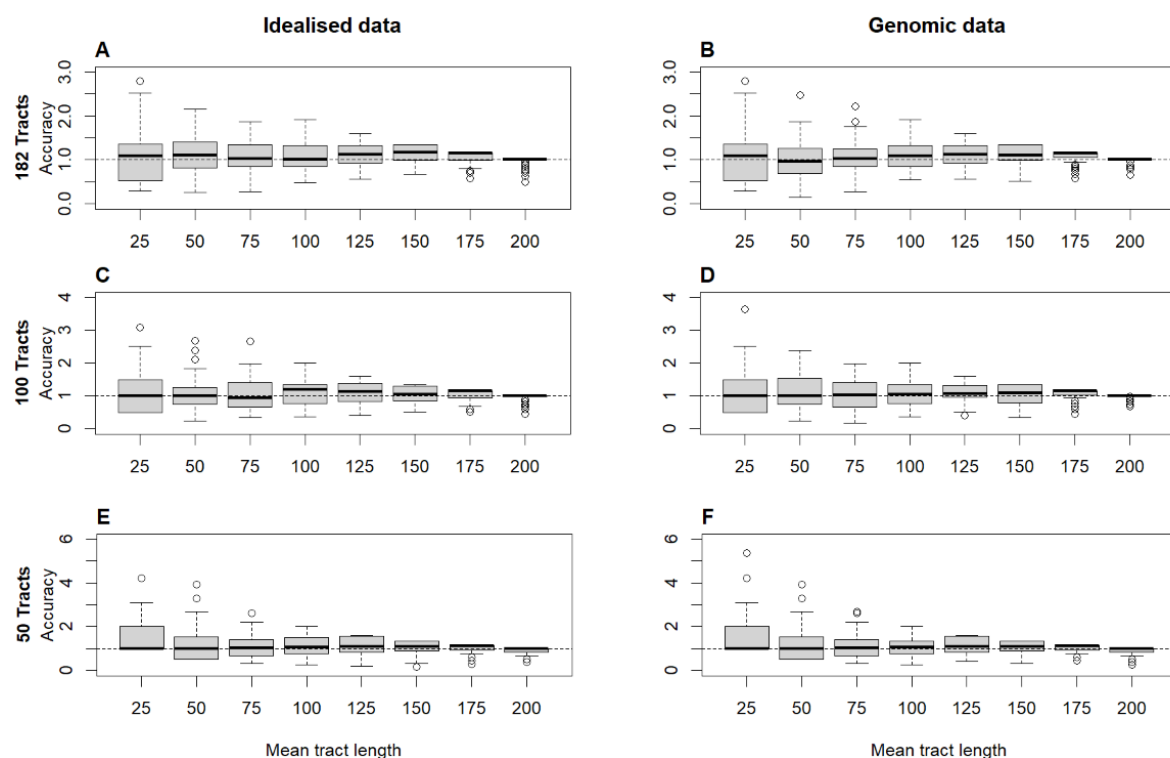 Idealised data
Genomic data
A
B
182 Tracts
Accuracy
3.0
2.0
1.0
0.0
25 50 75 100 125 150 175 200
3.0
2.0
1.0
0.0
25 50 75 100 125 150 175 200
C
D
100 Tracts
Accuracy
4
3
2
1
0
25 50 75 100 125 150 175 200
4
3
2
1
0
25 50 75 100 125 150 175 200
E
F
50 Tracts
Accuracy
6
4
2
0
25 50 75 100 125 150 175 200
Mean tract length
6
4
2
0
25 50 75 100 125 150 175 200
Mean tract length